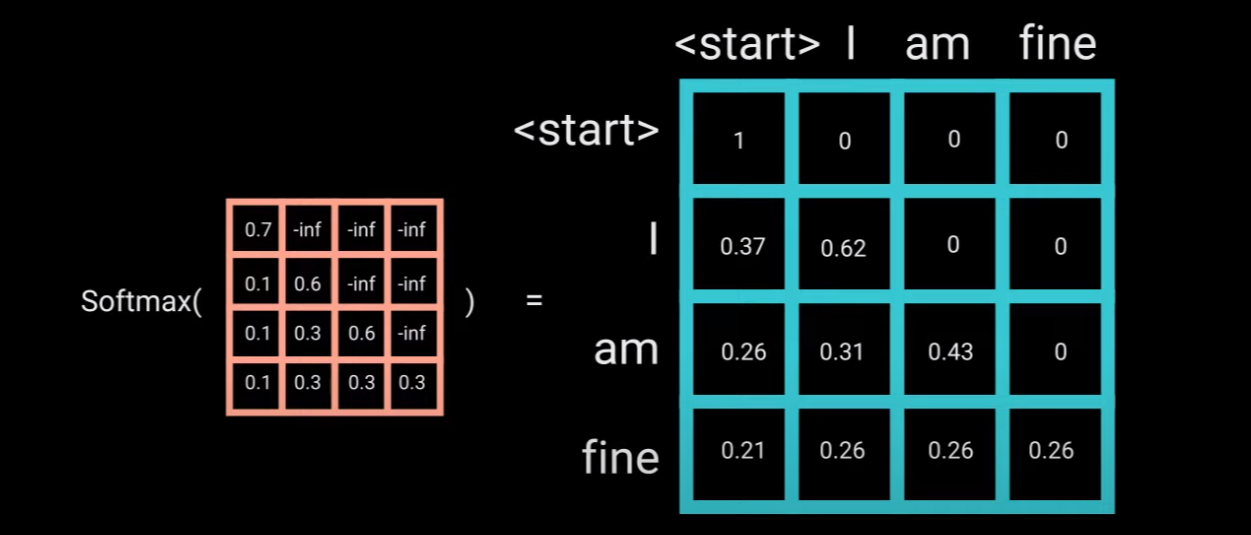 <start> I am fine
<start> 1 0 0 0
I 0.37 0.62 0 0
am 0.26 0.31 0.43 0
fine 0.21 0.26 0.26 0.26
Softmax( ) =
0.7 -inf -inf -inf
0.1 0.6 -inf -inf
0.1 0.3 0.6 -inf
0.1 0.3 0.3 0.3